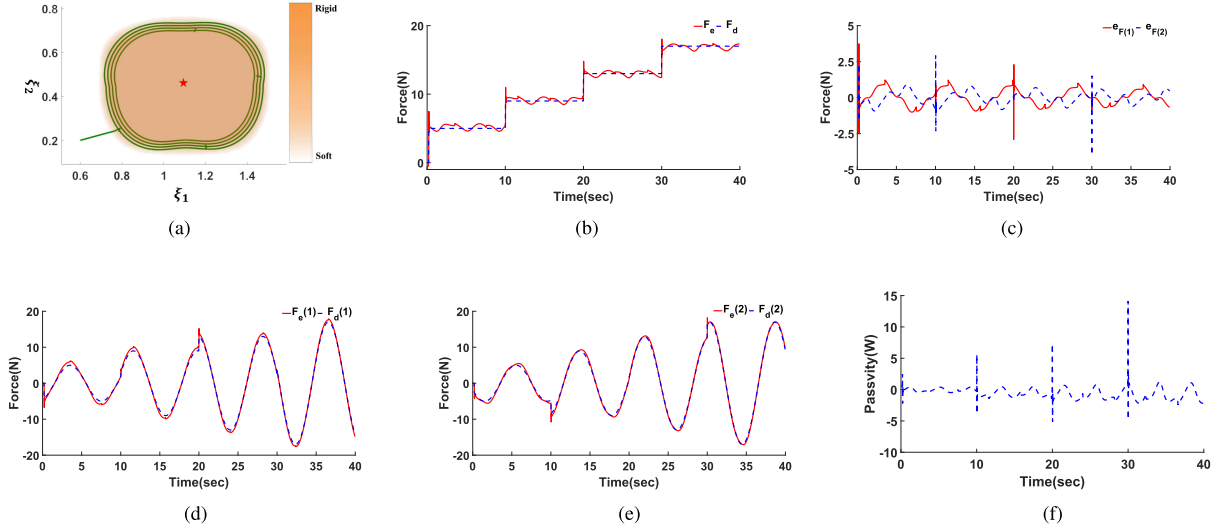 0.8
0.6
0.4
0.2
ξ2
0.6 0.8 1 1.2 1.4
ξ1
Rigid
Soft
(a)
15
10
5
0
Force(N)
F_e F_d
0 10 20 30 40
Time(sec)
(b)
5
2.5
0
-2.5
-5
Force(N)
e_F(1) e_F(2)
0 5 10 15 20 25 30 35 40
Time(sec)
(c)
20
10
0
-10
-20
Force(N)
F_e(1) F_d(1)
0 5 10 15 20 25 30 35 40
Time(sec)
(d)
20
10
0
-10
-20
Force(N)
F_e(2) F_d(2)
0 5 10 15 20 25 30 35 40
Time(sec)
(e)
15
10
5
0
-5
-10
Passvity(W)
0 10 20 30 40
Time(sec)
(f)